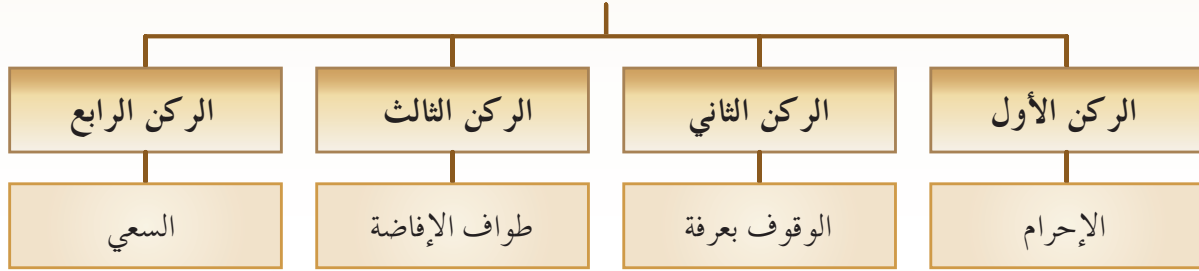 الركن الأول
الركن الثاني
الركن الثالث
الركن الرابع
الإحرام
الوقوف بعرفة
طواف الإفاضة
السعي